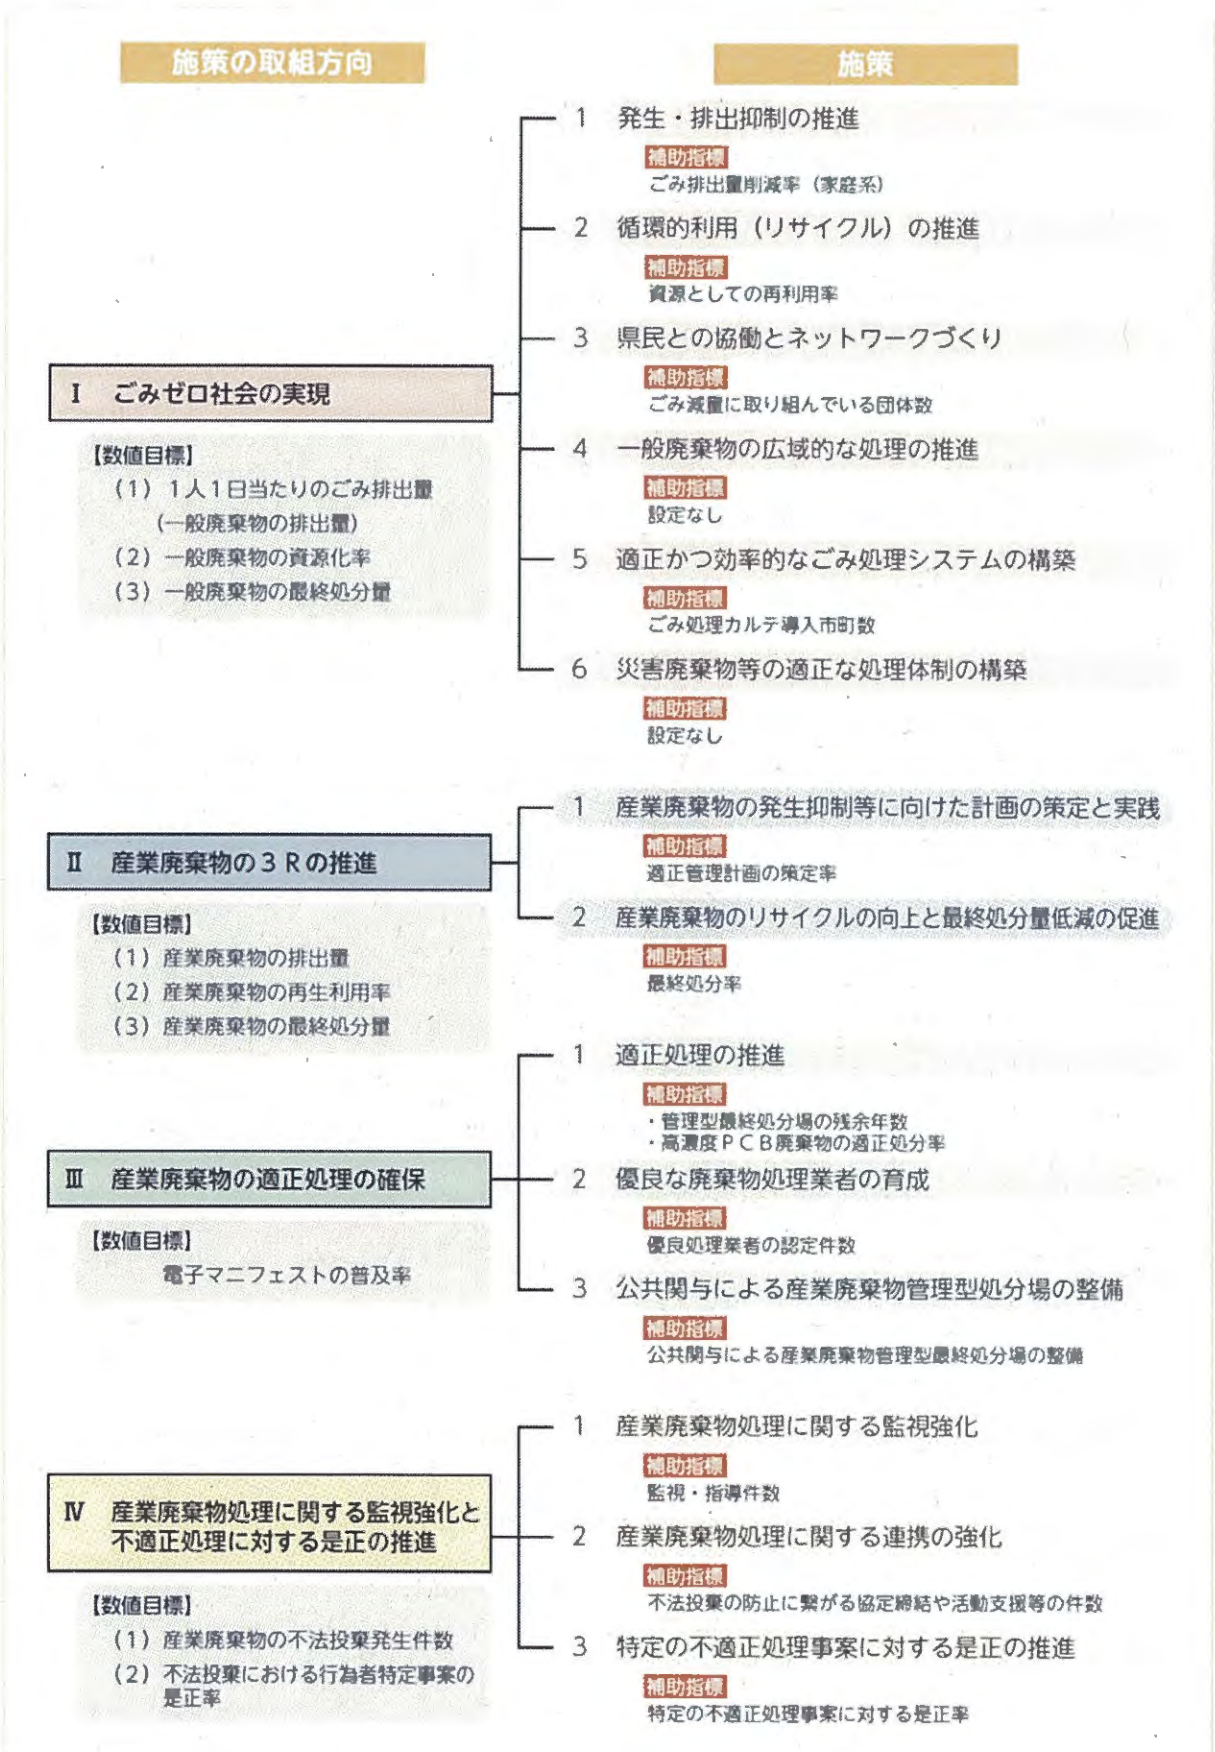 施策の取組方向
施策
1 発生・排出抑制の推進
補助指標
ごみ排出量削減率（家庭系）
2 循環的利用（リサイクル）の推進
補助指標
資源としての再利用率
3 県民との協働とネットワークづくり
補助指標
ごみ減量に取り組んでいる団体数
Ⅰ ごみゼロ社会の実現
【数値目標】
（1）1人1日当たりのごみ排出量
（一般廃棄物の排出量）
（2）一般廃棄物の資源化率
（3）一般廃棄物の最終処分量
4 一般廃棄物の広域的な処理の推進
補助指標
設定なし
5 適正かつ効率的なごみ処理システムの構築
補助指標
ごみ処理カルテ導入市町数
6 災害廃棄物等の適正な処理体制の構築
補助指標
設定なし
Ⅱ 産業廃棄物の3Rの推進
【数値目標】
（1）産業廃棄物の排出量
（2）産業廃棄物の再生利用率
（3）産業廃棄物の最終処分量
1 産業廃棄物の発生抑制等に向けた計画の策定と実践
補助指標
適正管理計画の策定率
2 産業廃棄物のリサイクルの向上と最終処分量低減の促進
補助指標
最終処分率
Ⅲ 産業廃棄物の適正処理の確保
【数値目標】
電子マニフェストの普及率
1 適正処理の推進
補助指標
・管理型最終処分場の残余年数
・高濃度PCB廃棄物の適正処分率
2 優良な廃棄物処理業者の育成
補助指標
優良処理業者の認定件数
3 公共関与による産業廃棄物管理型処分場の整備
補助指標
公共関与による産業廃棄物管理型最終処分場の整備
Ⅳ 産業廃棄物処理に関する監視強化と
不適正処理に対する是正の推進
【数値目標】
（1）産業廃棄物の不法投棄発生件数
（2）不法投棄における行為者特定事案の
是正率
1 産業廃棄物処理に関する監視強化
補助指標
監視・指導件数
2 産業廃棄物処理に関する連携の強化
補助指標
不法投棄の防止に繋がる協定締結や活動支援等の件数
3 特定の不適正処理事案に対する是正の推進
補助指標
特定の不適正処理事案に対する是正率